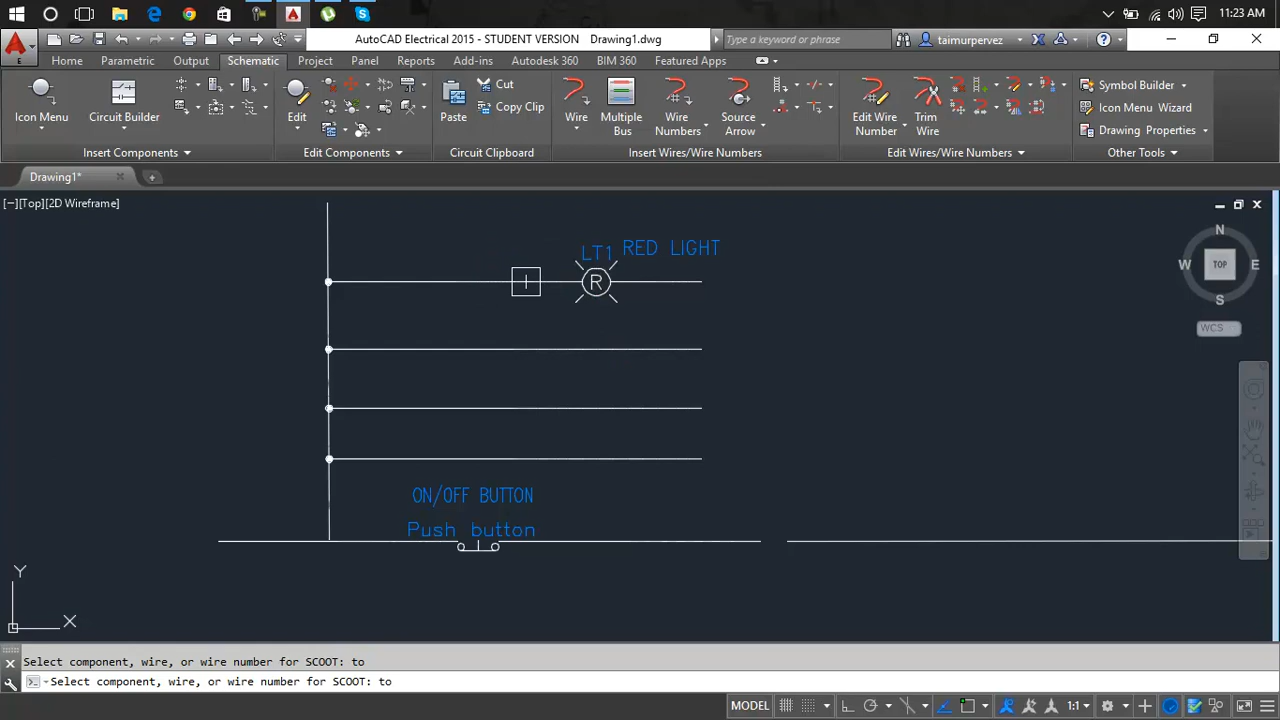 11:23 AM
AutoCAD Electrical 2015 - STUDENT VERSION Drawing1.dwg
Type a keyword or phrase
taimurpervez
E
Home Parametric Output Schematic Project Panel Reports Add-ins Autodesk 360 BIM 360 Featured Apps
Icon Menu
Circuit Builder
Insert Components
Edit
Edit Components
Paste
Cut
Copy Clip
Circuit Clipboard
Wire
Multiple Bus
Wire Numbers
Source Arrow
Insert Wires/Wire Numbers
Edit Wire Number
Trim Wire
Edit Wires/Wire Numbers
Symbol Builder
Icon Menu Wizard
Drawing Properties
Other Tools
Drawing1*
[−][Top][2D Wireframe]
N
W TOP E
S
WCS
LT1 RED LIGHT
R
ON/OFF BUTTON
Push button
Y
X
Select component, wire, or wire number for SCOOT: to
Select component, wire, or wire number for SCOOT: to
MODEL
1:1